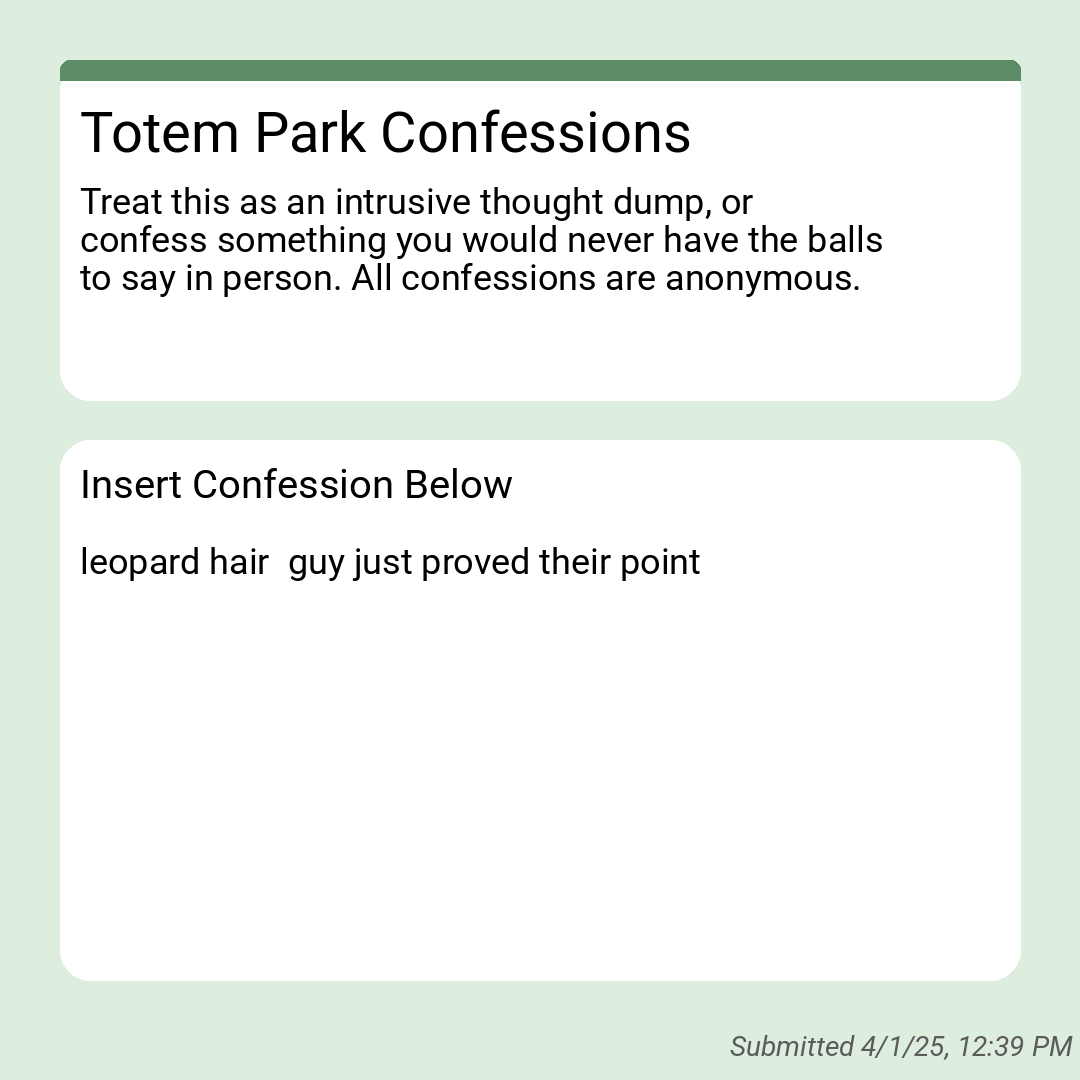 Totem Park Confessions
Treat this as an intrusive thought dump, or
confess something you would never have the balls
to say in person. All confessions are anonymous.
Insert Confession Below
leopard hair  guy just proved their point
Submitted 4/1/25, 12:39 PM